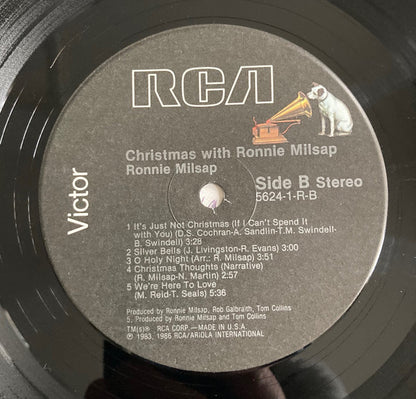 RCA
Victor
Christmas with Ronnie Milsap
Ronnie Milsap
Side B Stereo
5624-1-R-B
1 It's Just Not Christmas (If I Can't Spend It
with You) (D.S. Cochran-A. Sandlin-T.M. Swindell-
B. Swindell) 3:28
2 Silver Bells (J. Livingston-R. Evans) 3:00
3 O Holy Night (Arr.: R. Milsap) 3:51
4 Christmas Thoughts (Narrative)
(R. Milsap-N. Martin) 2:57
5 We're Here To Love
(M. Reid-T. Seals) 5:36
Produced by Ronnie Milsap, Rob Galbraith, Tom Collins
5. Produced by Ronnie Milsap and Tom Collins
TM(s)® RCA CORP.—MADE IN U.S.A.
℗ 1983, 1986 RCA/ARIOLA INTERNATIONAL